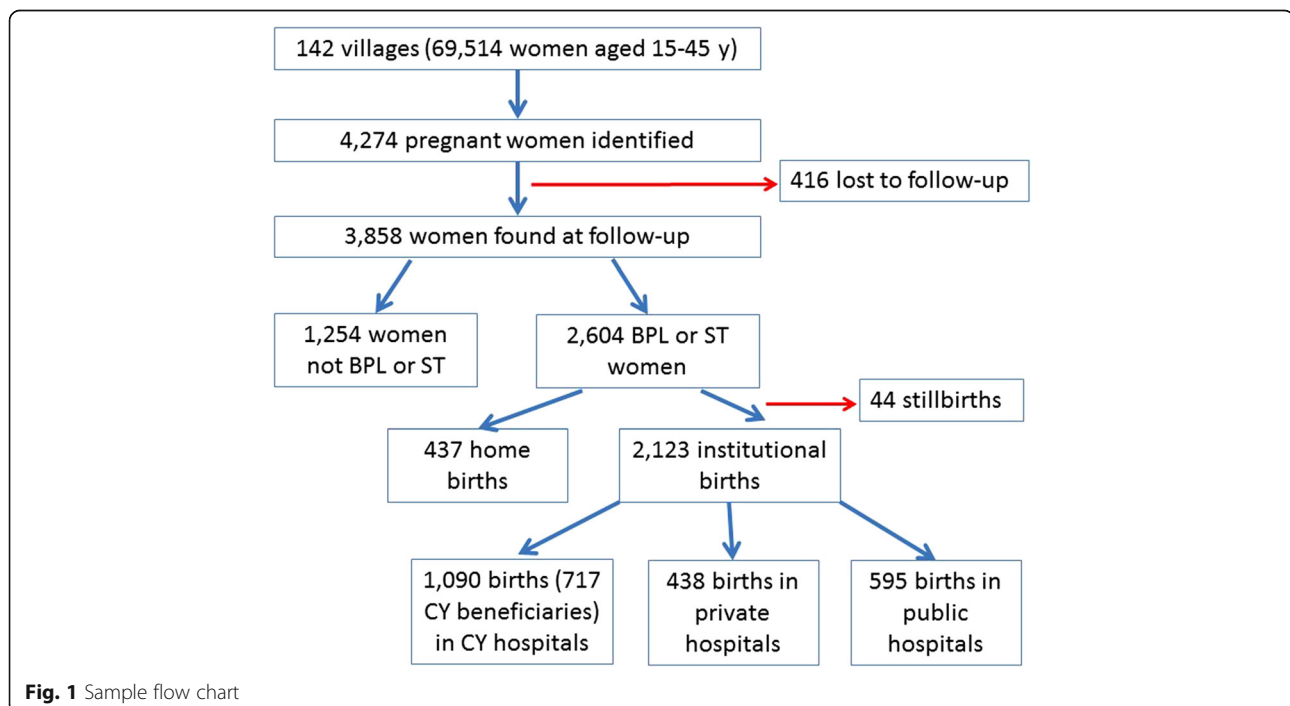 142 villages (69,514 women aged 15-45 y)
4,274 pregnant women identified
416 lost to follow-up
3,858 women found at follow-up
1,254 women
not BPL or ST
2,604 BPL or ST
women
44 stillbirths
437 home
births
2,123 institutional
births
1,090 births (717
CY beneficiaries)
in CY hospitals
438 births in
private
hospitals
595 births in
public
hospitals
Fig. 1 Sample flow chart